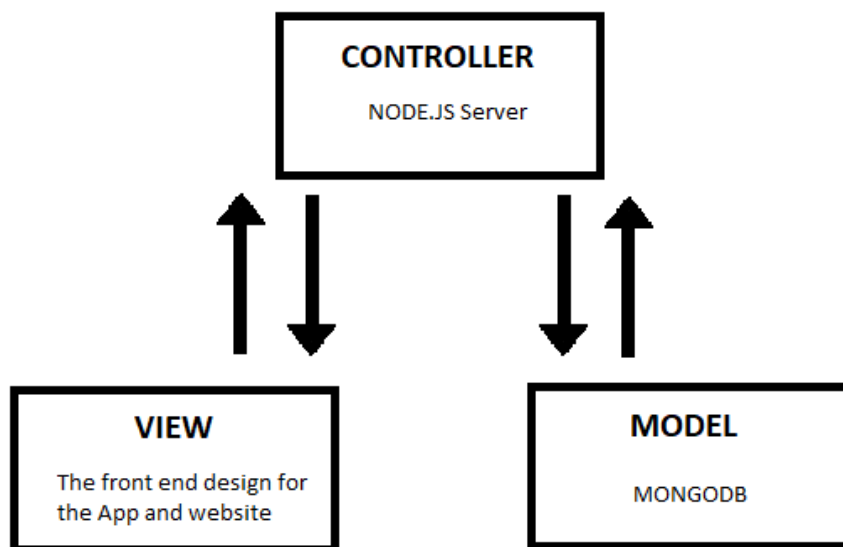 CONTROLLER
NODE.JS Server
VIEW
The front end design for
the App and website
MODEL
MONGODB